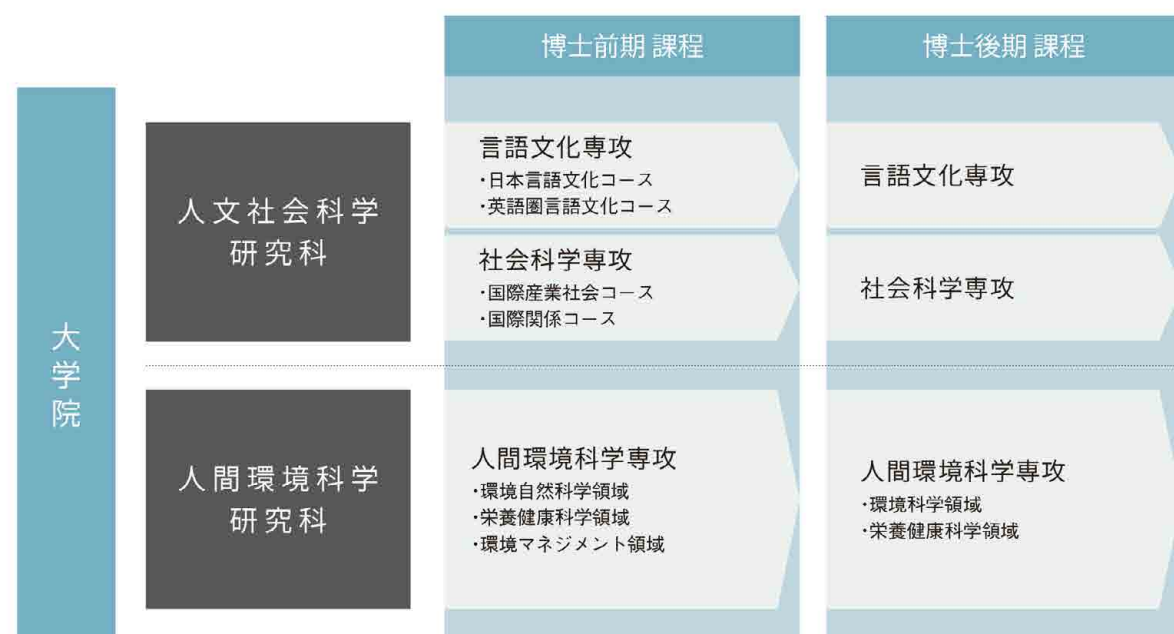 博士前期 課程
博士後期 課程
大学院
人文社会科学
研究科
言語文化専攻
・日本言語文化コース
・英語圏言語文化コース
言語文化専攻
社会科学専攻
・国際産業社会コース
・国際関係コース
社会科学専攻
人間環境科学
研究科
人間環境科学専攻
・環境自然科学領域
・栄養健康科学領域
・環境マネジメント領域
人間環境科学専攻
・環境科学領域
・栄養健康科学領域